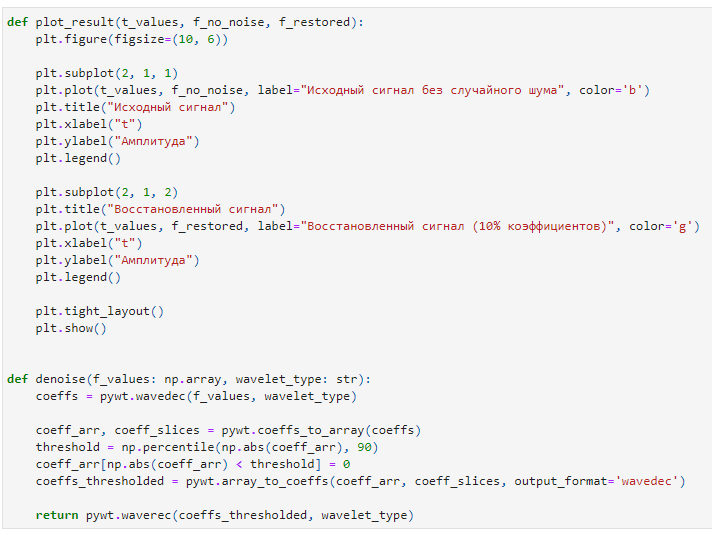 def plot_result(t_values, f_no_noise, f_restored):
    plt.figure(figsize=(10, 6))

    plt.subplot(2, 1, 1)
    plt.plot(t_values, f_no_noise, label="Исходный сигнал без случайного шума", color='b')
    plt.title("Исходный сигнал")
    plt.xlabel("t")
    plt.ylabel("Амплитуда")
    plt.legend()

    plt.subplot(2, 1, 2)
    plt.title("Восстановленный сигнал")
    plt.plot(t_values, f_restored, label="Восстановленный сигнал (10% коэффициентов)", color='g')
    plt.xlabel("t")
    plt.ylabel("Амплитуда")
    plt.legend()

    plt.tight_layout()
    plt.show()


def denoise(f_values: np.array, wavelet_type: str):
    coeffs = pywt.wavedec(f_values, wavelet_type)

    coeff_arr, coeff_slices = pywt.coeffs_to_array(coeffs)
    threshold = np.percentile(np.abs(coeff_arr), 90)
    coeff_arr[np.abs(coeff_arr) < threshold] = 0
    coeffs_thresholded = pywt.array_to_coeffs(coeff_arr, coeff_slices, output_format='wavedec')

    return pywt.waverec(coeffs_thresholded, wavelet_type)